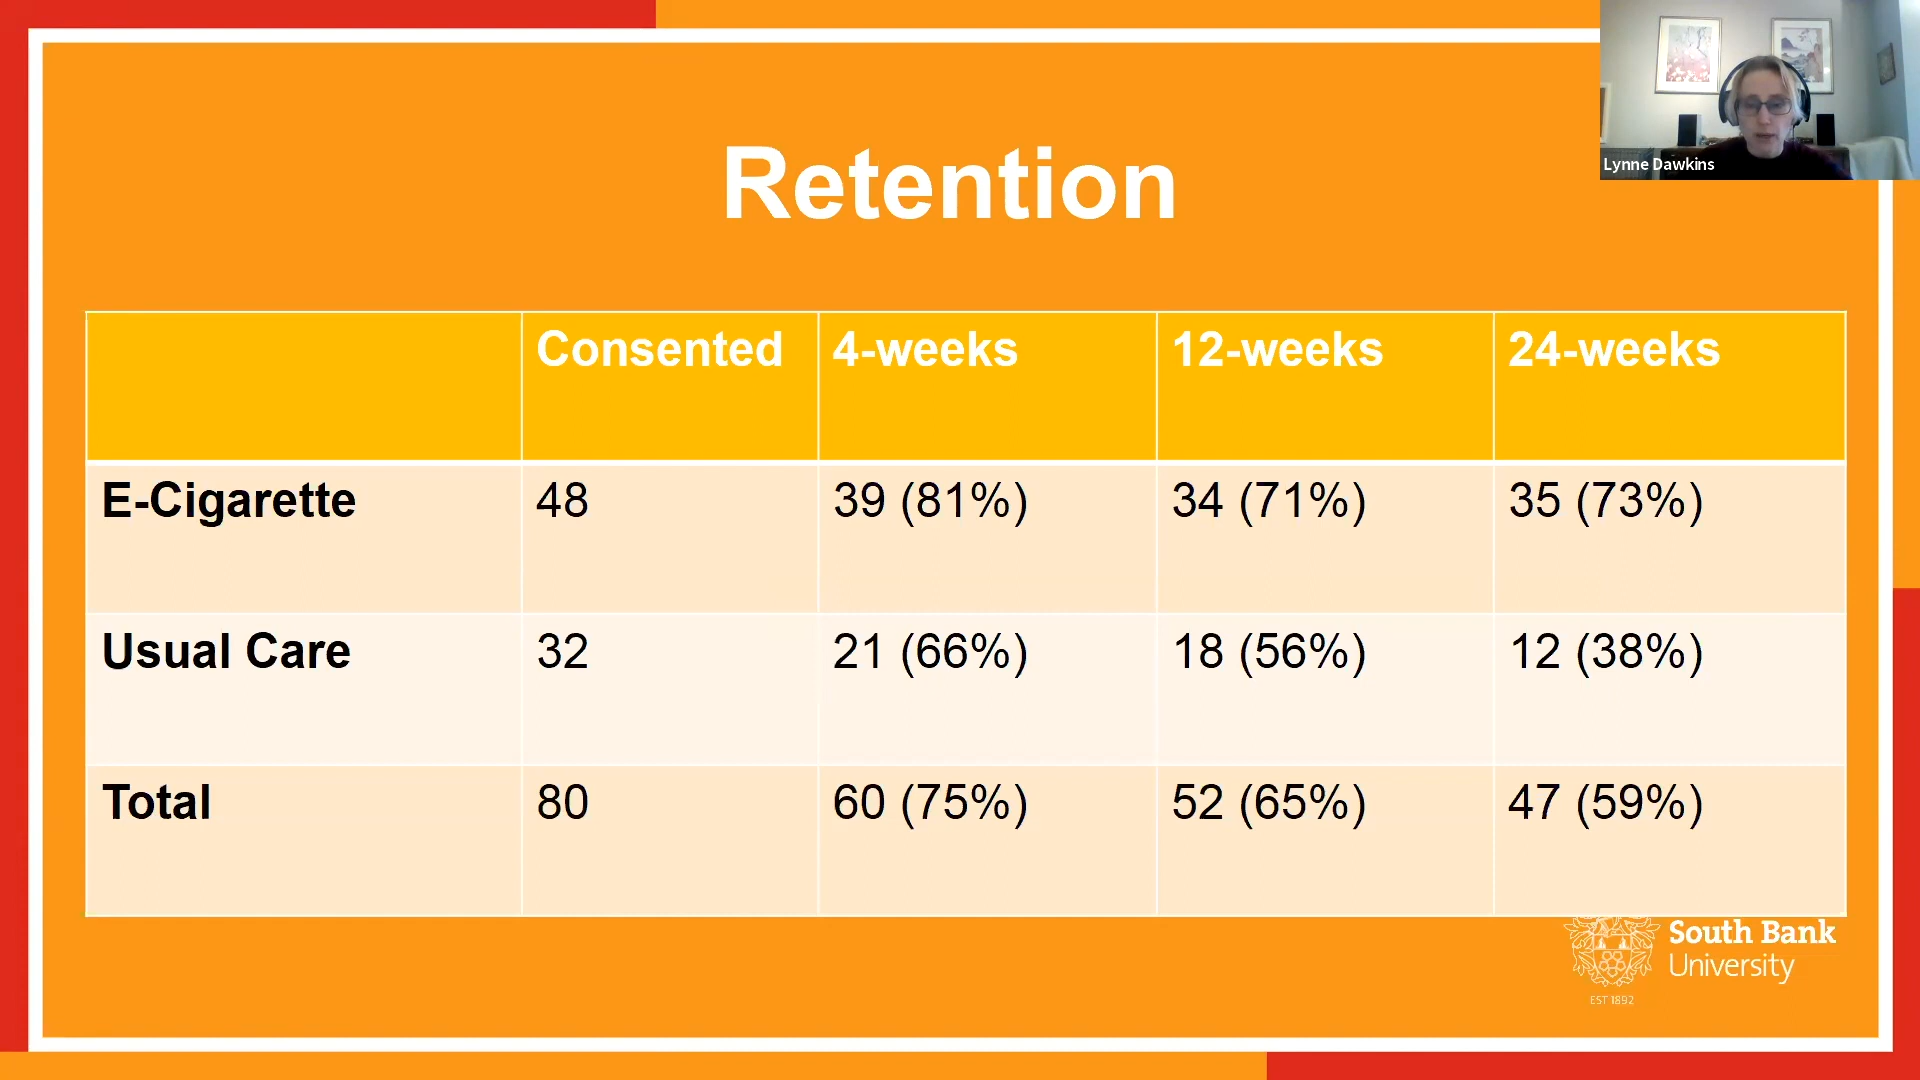 Lynne Dawkins
Retention
Consented 4-weeks 12-weeks 24-weeks
E-Cigarette 48 39 (81%) 34 (71%) 35 (73%)
Usual Care 32 21 (66%) 18 (56%) 12 (38%)
Total 80 60 (75%) 52 (65%) 47 (59%)
South Bank
University
EST 1892